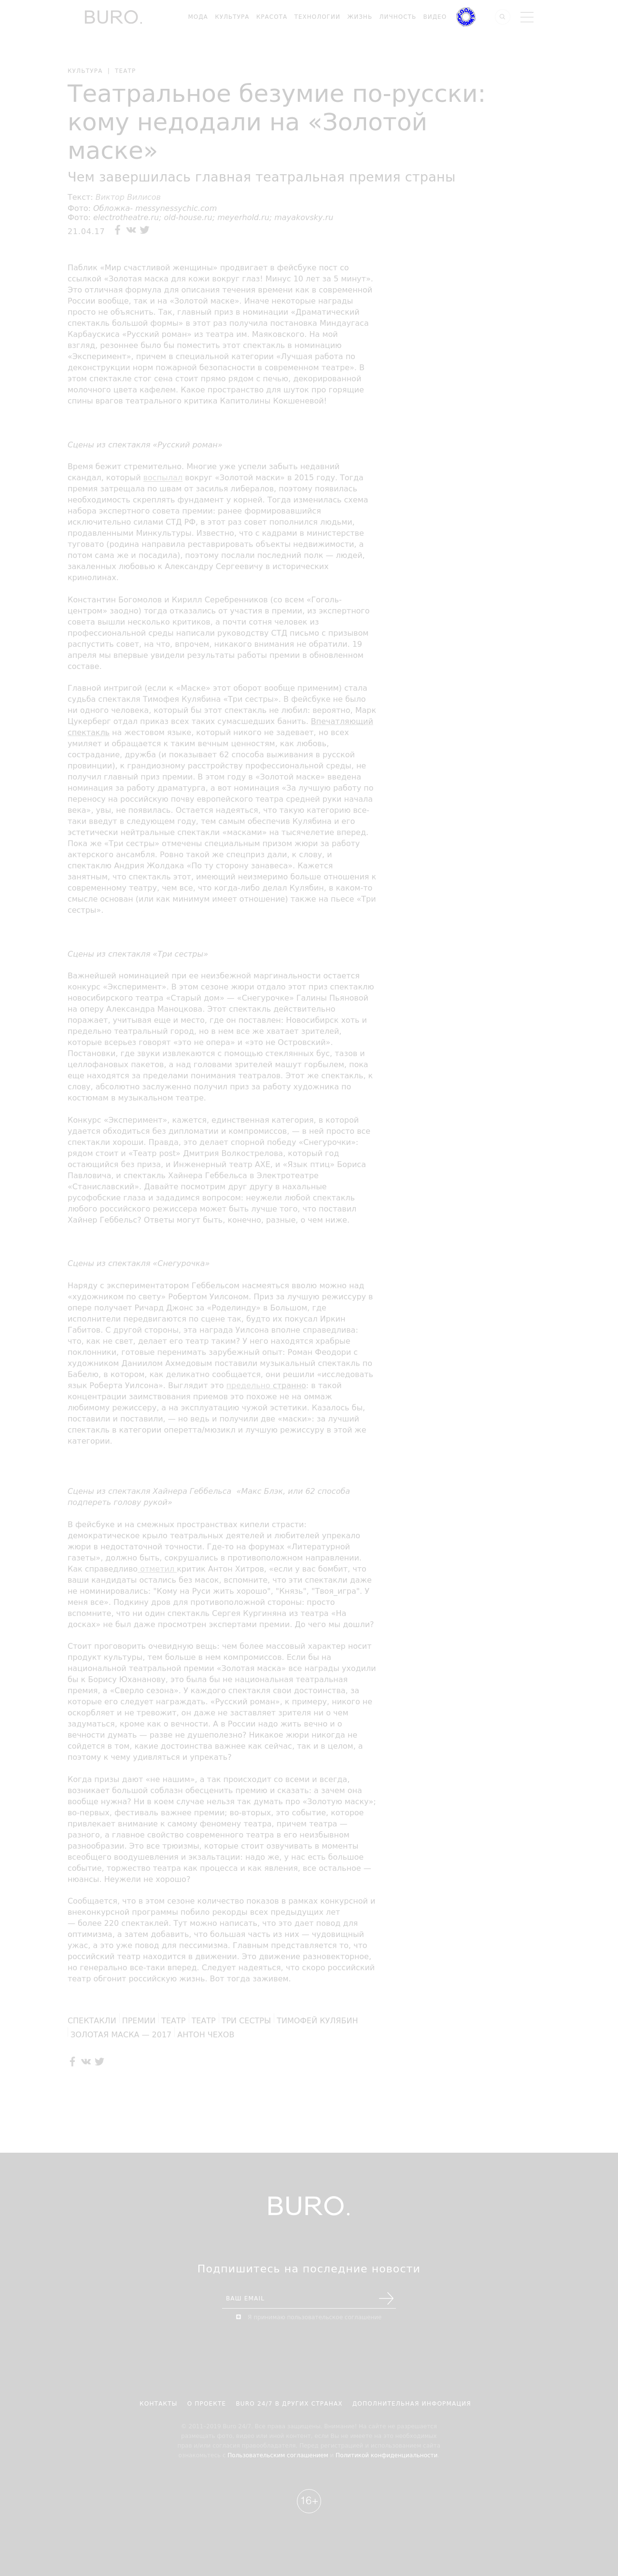 BURO.
МОДА КУЛЬТУРА КРАСОТА ТЕХНОЛОГИИ ЖИЗНЬ ЛИЧНОСТЬ ВИДЕО
КУЛЬТУРА | ТЕАТР
Театральное безумие по-русски:
кому недодали на «Золотой
маске»
Чем завершилась главная театральная премия страны
Текст: Виктор Вилисов
Фото: Обложка- messynessychic.com
Фото: electrotheatre.ru; old-house.ru; meyerhold.ru; mayakovsky.ru
21.04.17
Паблик «Мир счастливой женщины» продвигает в фейсбуке пост со
ссылкой «Золотая маска для кожи вокруг глаз! Минус 10 лет за 5 минут».
Это отличная формула для описания течения времени как в современной
России вообще, так и на «Золотой маске». Иначе некоторые награды
просто не объяснить. Так, главный приз в номинации «Драматический
спектакль большой формы» в этот раз получила постановка Миндаугаса
Карбаускиса «Русский роман» из театра им. Маяковского. На мой
взгляд, резоннее было бы поместить этот спектакль в номинацию
«Эксперимент», причем в специальной категории «Лучшая работа по
деконструкции норм пожарной безопасности в современном театре». В
этом спектакле стог сена стоит прямо рядом с печью, декорированной
молочного цвета кафелем. Какое пространство для шуток про горящие
спины врагов театрального критика Капитолины Кокшеневой!
Сцены из спектакля «Русский роман»
Время бежит стремительно. Многие уже успели забыть недавний
скандал, который воспылал вокруг «Золотой маски» в 2015 году. Тогда
премия затрещала по швам от засилья либералов, поэтому появилась
необходимость скреплять фундамент у корней. Тогда изменилась схема
набора экспертного совета премии: ранее формировавшийся
исключительно силами СТД РФ, в этот раз совет пополнился людьми,
продавленными Минкультуры. Известно, что с кадрами в министерстве
туговато (родина направила реставрировать объекты недвижимости, а
потом сама же и посадила), поэтому послали последний полк — людей,
закаленных любовью к Александру Сергеевичу в исторических
кринолинах.
Константин Богомолов и Кирилл Серебренников (со всем «Гоголь-
центром» заодно) тогда отказались от участия в премии, из экспертного
совета вышли несколько критиков, а почти сотня человек из
профессиональной среды написали руководству СТД письмо с призывом
распустить совет, на что, впрочем, никакого внимания не обратили. 19
апреля мы впервые увидели результаты работы премии в обновленном
составе.
Главной интригой (если к «Маске» этот оборот вообще применим) стала
судьба спектакля Тимофея Кулябина «Три сестры». В фейсбуке не было
ни одного человека, который бы этот спектакль не любил: вероятно, Марк
Цукерберг отдал приказ всех таких сумасшедших банить. Впечатляющий
спектакль на жестовом языке, который никого не задевает, но всех
умиляет и обращается к таким вечным ценностям, как любовь,
сострадание, дружба (и показывает 62 способа выживания в русской
провинции), к грандиозному расстройству профессиональной среды, не
получил главный приз премии. В этом году в «Золотой маске» введена
номинация за работу драматурга, а вот номинация «За лучшую работу по
переносу на российскую почву европейского театра средней руки начала
века», увы, не появилась. Остается надеяться, что такую категорию все-
таки введут в следующем году, тем самым обеспечив Кулябина и его
эстетически нейтральные спектакли «масками» на тысячелетие вперед.
Пока же «Три сестры» отмечены специальным призом жюри за работу
актерского ансамбля. Ровно такой же спецприз дали, к слову, и
спектаклю Андрия Жолдака «По ту сторону занавеса». Кажется
занятным, что спектакль этот, имеющий неизмеримо больше отношения к
современному театру, чем все, что когда-либо делал Кулябин, в каком-то
смысле основан (или как минимум имеет отношение) также на пьесе «Три
сестры».
Сцены из спектакля «Три сестры»
Важнейшей номинацией при ее неизбежной маргинальности остается
конкурс «Эксперимент». В этом сезоне жюри отдало этот приз спектаклю
новосибирского театра «Старый дом» — «Снегурочке» Галины Пьяновой
на оперу Александра Маноцкова. Этот спектакль действительно
поражает, учитывая еще и место, где он поставлен: Новосибирск хоть и
предельно театральный город, но в нем все же хватает зрителей,
которые всерьез говорят «это не опера» и «это не Островский».
Постановки, где звуки извлекаются с помощью стеклянных бус, тазов и
целлофановых пакетов, а над головами зрителей машут горбылем, пока
еще находятся за пределами понимания театралов. Этот же спектакль, к
слову, абсолютно заслуженно получил приз за работу художника по
костюмам в музыкальном театре.
Конкурс «Эксперимент», кажется, единственная категория, в которой
удается обходиться без дипломатии и компромиссов, — в ней просто все
спектакли хороши. Правда, это делает спорной победу «Снегурочки»:
рядом стоит и «Театр post» Дмитрия Волкострелова, который год
остающийся без приза, и Инженерный театр АХЕ, и «Язык птиц» Бориса
Павловича, и спектакль Хайнера Геббельса в Электротеатре
«Станиславский». Давайте посмотрим друг другу в нахальные
русофобские глаза и зададимся вопросом: неужели любой спектакль
любого российского режиссера может быть лучше того, что поставил
Хайнер Геббельс? Ответы могут быть, конечно, разные, о чем ниже.
Сцены из спектакля «Снегурочка»
Наряду с экспериментатором Геббельсом насмеяться вволю можно над
«художником по свету» Робертом Уилсоном. Приз за лучшую режиссуру в
опере получает Ричард Джонс за «Роделинду» в Большом, где
исполнители передвигаются по сцене так, будто их покусал Иркин
Габитов. С другой стороны, эта награда Уилсона вполне справедлива:
что, как не свет, делает его театр таким? У него находятся храбрые
поклонники, готовые перенимать зарубежный опыт: Роман Феодори с
художником Даниилом Ахмедовым поставили музыкальный спектакль по
Бабелю, в котором, как деликатно сообщается, они решили «исследовать
язык Роберта Уилсона». Выглядит это предельно странно: в такой
концентрации заимствования приемов это похоже не на оммаж
любимому режиссеру, а на эксплуатацию чужой эстетики. Казалось бы,
поставили и поставили, — но ведь и получили две «маски»: за лучший
спектакль в категории оперетта/мюзикл и лучшую режиссуру в этой же
категории.
Сцены из спектакля Хайнера Геббельса «Макс Блэк, или 62 способа
подпереть голову рукой»
В фейсбуке и на смежных пространствах кипели страсти:
демократическое крыло театральных деятелей и любителей упрекало
жюри в недостаточной точности. Где-то на форумах «Литературной
газеты», должно быть, сокрушались в противоположном направлении.
Как справедливо отметил критик Антон Хитров, «если у вас бомбит, что
ваши кандидаты остались без масок, вспомните, что эти спектакли даже
не номинировались: "Кому на Руси жить хорошо", "Князь", "Твоя_игра". У
меня все». Подкину дров для противоположной стороны: просто
вспомните, что ни один спектакль Сергея Кургиняна из театра «На
досках» не был даже просмотрен экспертами премии. До чего мы дошли?
Стоит проговорить очевидную вещь: чем более массовый характер носит
продукт культуры, тем больше в нем компромиссов. Если бы на
национальной театральной премии «Золотая маска» все награды уходили
бы к Борису Юхананову, это была бы не национальная театральная
премия, а «Сверло сезона». У каждого спектакля свои достоинства, за
которые его следует награждать. «Русский роман», к примеру, никого не
оскорбляет и не тревожит, он даже не заставляет зрителя ни о чем
задуматься, кроме как о вечности. А в России надо жить вечно и о
вечности думать — разве не душеполезно? Никакое жюри никогда не
сойдется в том, какие достоинства важнее как сейчас, так и в целом, а
поэтому к чему удивляться и упрекать?
Когда призы дают «не нашим», а так происходит со всеми и всегда,
возникает большой соблазн обесценить премию и сказать: а зачем она
вообще нужна? Ни в коем случае нельзя так думать про «Золотую маску»:
во-первых, фестиваль важнее премии; во-вторых, это событие, которое
привлекает внимание к самому феномену театра, причем театра —
разного, а главное свойство современного театра в его неизбывном
разнообразии. Это все трюизмы, которые стоит озвучивать в моменты
всеобщего воодушевления и экзальтации: надо же, у нас есть большое
событие, торжество театра как процесса и как явления, все остальное —
нюансы. Неужели не хорошо?
Сообщается, что в этом сезоне количество показов в рамках конкурсной и
внеконкурсной программы побило рекорды всех предыдущих лет
— более 220 спектаклей. Тут можно написать, что это дает повод для
оптимизма, а затем добавить, что большая часть из них — чудовищный
ужас, а это уже повод для пессимизма. Главным представляется то, что
российский театр находится в движении. Это движение разновекторное,
но генерально все-таки вперед. Следует надеяться, что скоро российский
театр обгонит российскую жизнь. Вот тогда заживем.
СПЕКТАКЛИ ПРЕМИИ ТЕАТР ТЕАТР ТРИ СЕСТРЫ ТИМОФЕЙ КУЛЯБИН
ЗОЛОТАЯ МАСКА — 2017 АНТОН ЧЕХОВ
BURO.
Подпишитесь на последние новости
ВАШ EMAIL
КОНТАКТЫ О ПРОЕКТЕ BURO 24/7 В ДРУГИХ СТРАНАХ ДОПОЛНИТЕЛЬНАЯ ИНФОРМАЦИЯ
Пользовательским соглашением и Политикой конфиденциальности
16+